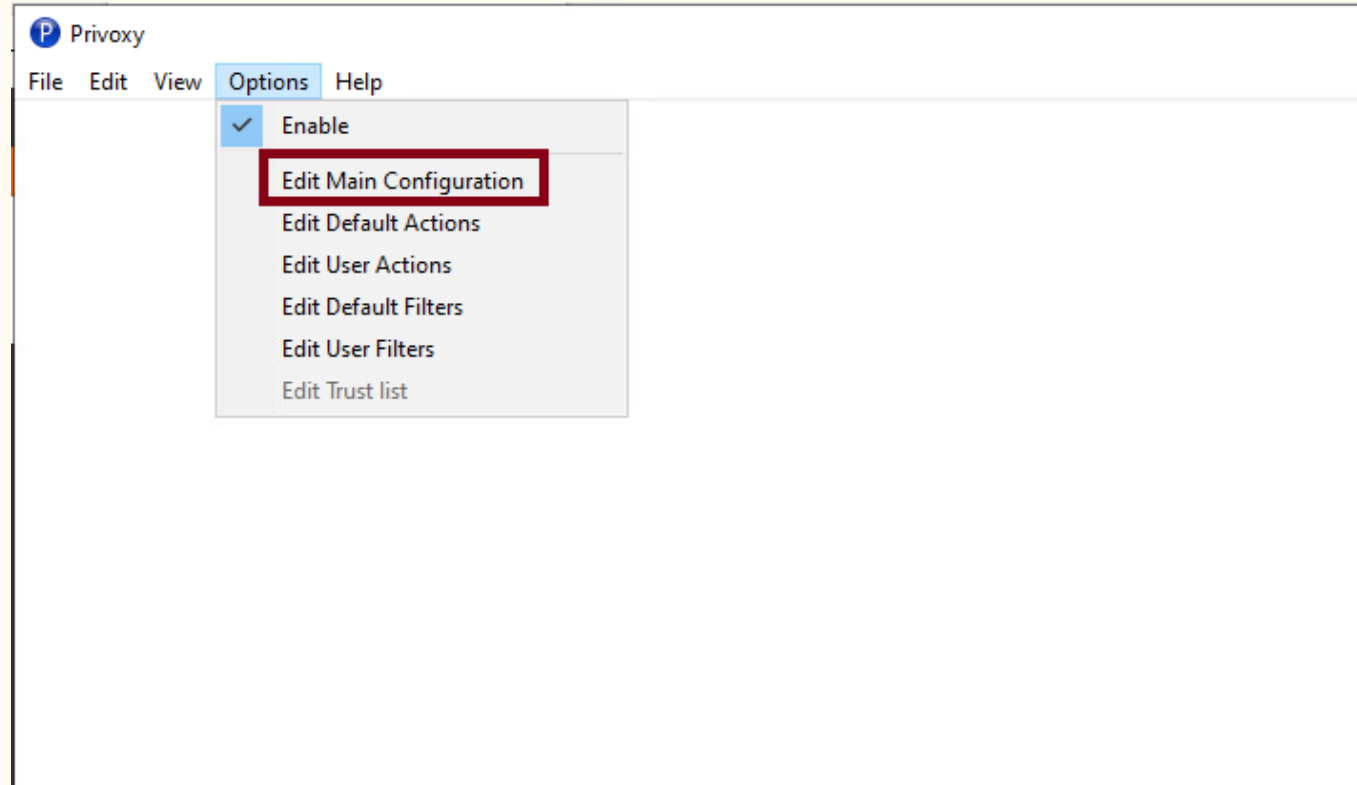 P Privoxy
File Edit View Options Help
Enable
Edit Main Configuration
Edit Default Actions
Edit User Actions
Edit Default Filters
Edit User Filters
Edit Trust list